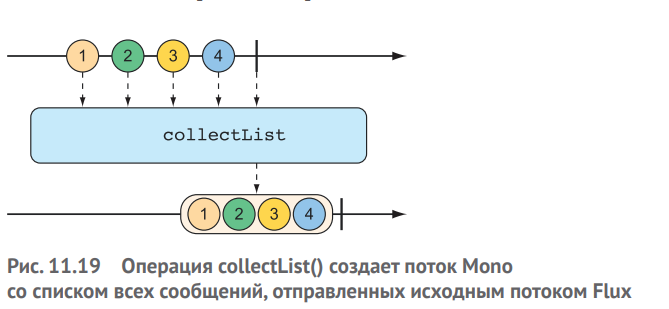 1 2 3 4
collectList
1 2 3 4
Рис. 11.19 Операция collectList() создает поток Mono
со списком всех сообщений, отправленных исходным потоком Flux